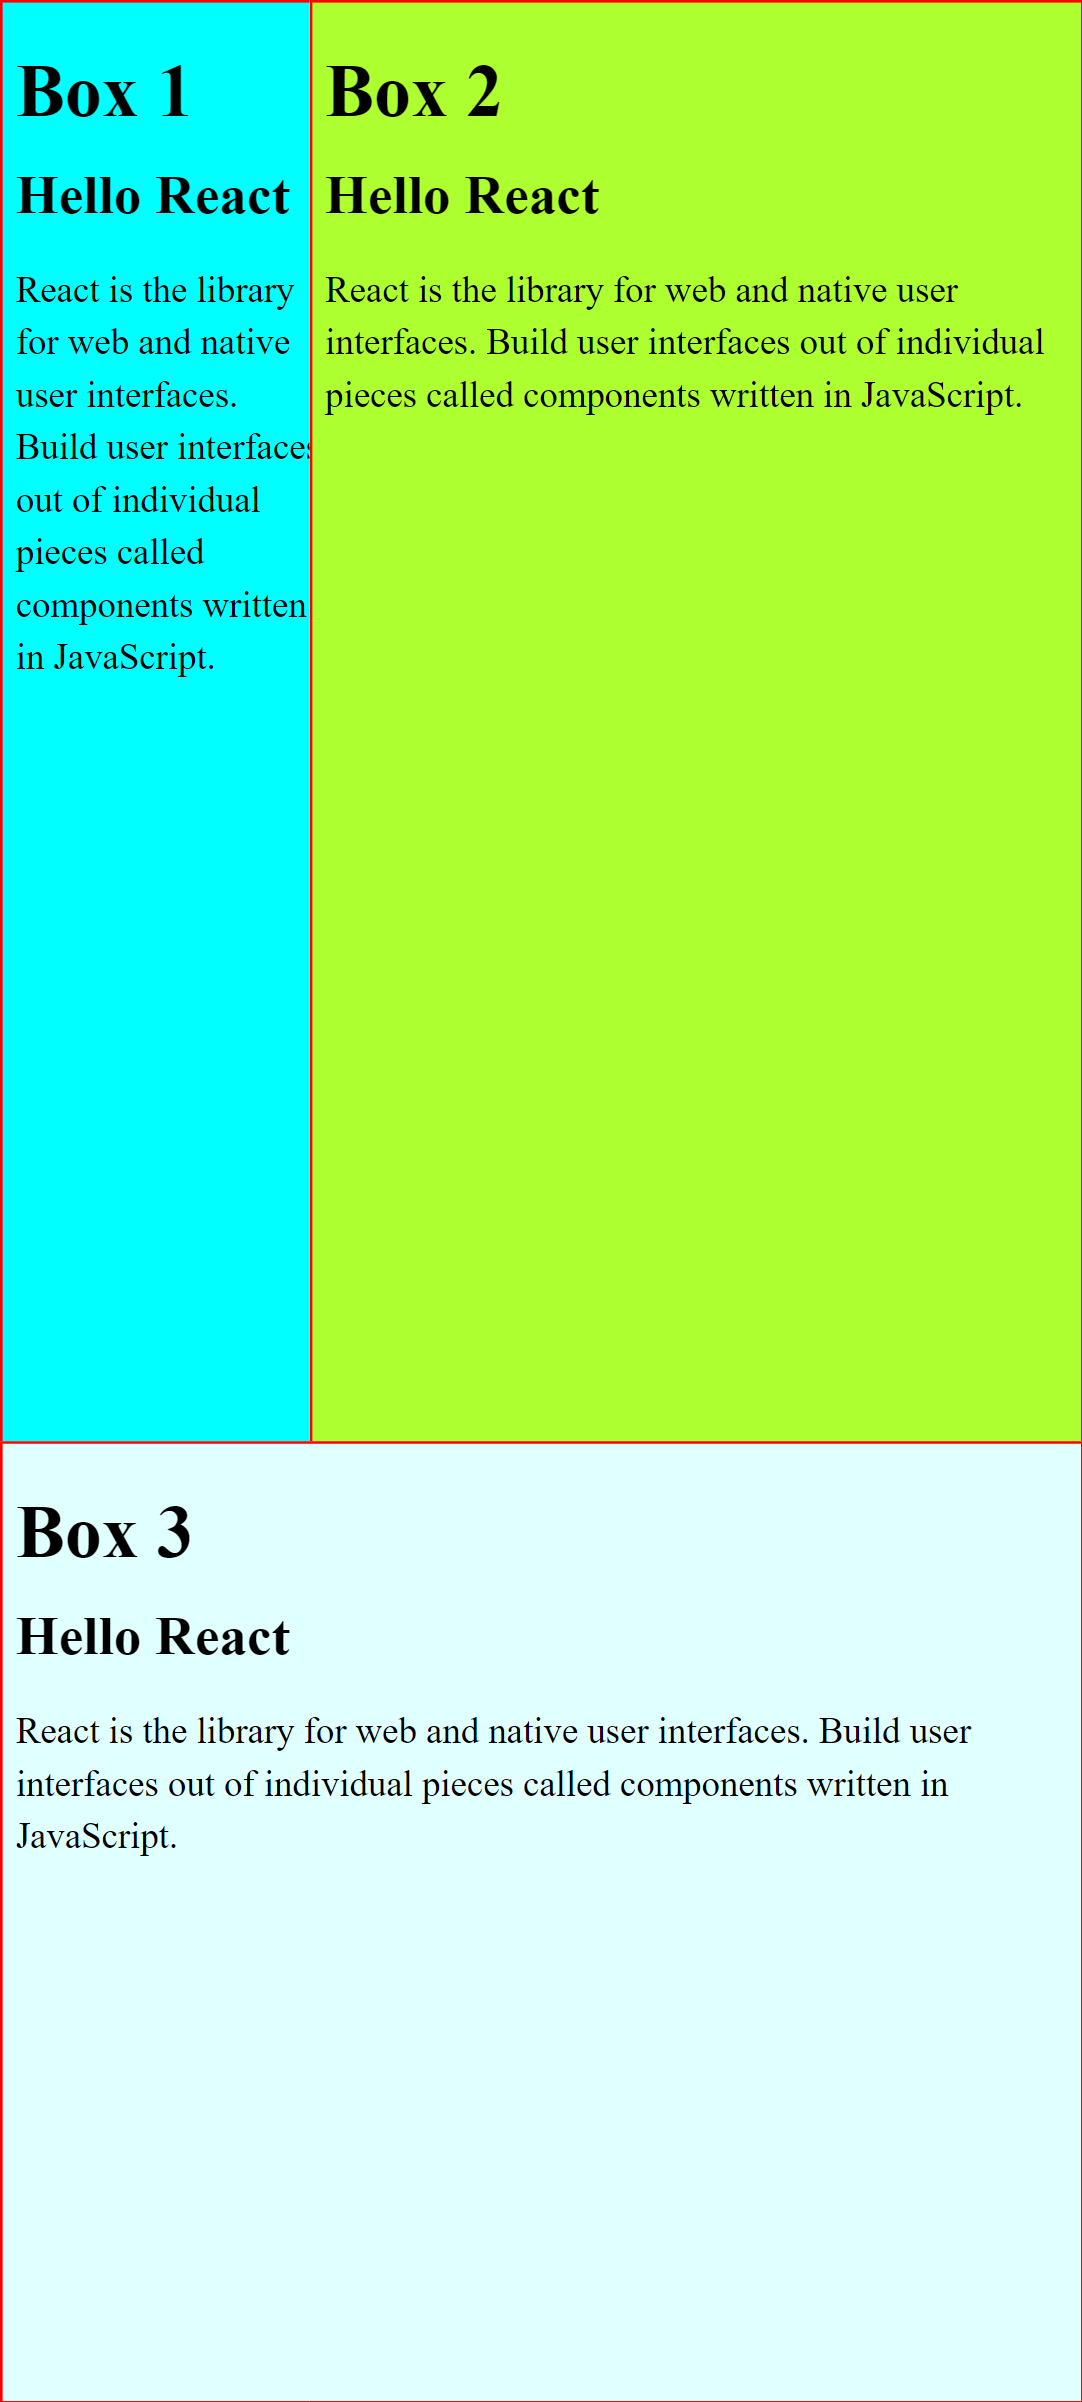 Box 1
Hello React
React is the library
for web and native
user interfaces.
Build user interfaces
out of individual
pieces called
components written
in JavaScript.
Box 2
Hello React
React is the library for web and native user
interfaces. Build user interfaces out of individual
pieces called components written in JavaScript.
Box 3
Hello React
React is the library for web and native user interfaces. Build user
interfaces out of individual pieces called components written in
JavaScript.